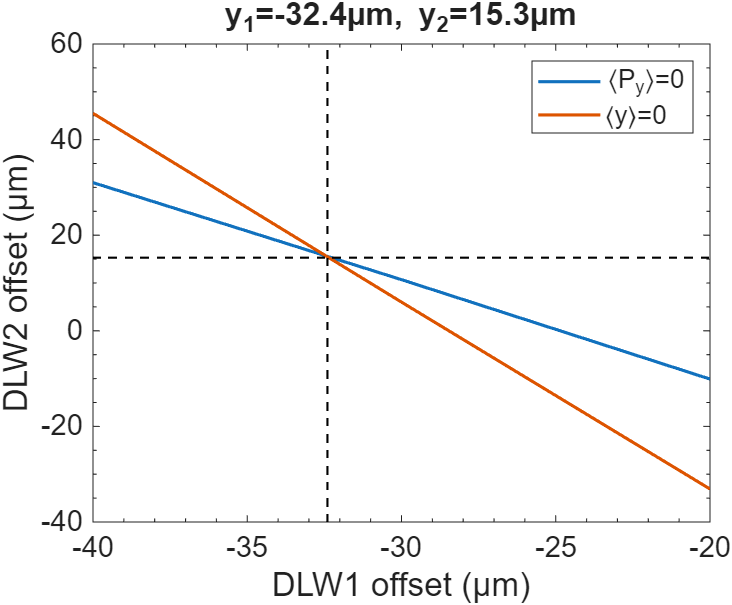 y₁=-32.4μm, y₂=15.3μm
60
40
20
0
-20
-40
DLW2 offset (μm)
⟨Pᵧ⟩=0
⟨y⟩=0
-40 -35 -30 -25 -20
DLW1 offset (μm)